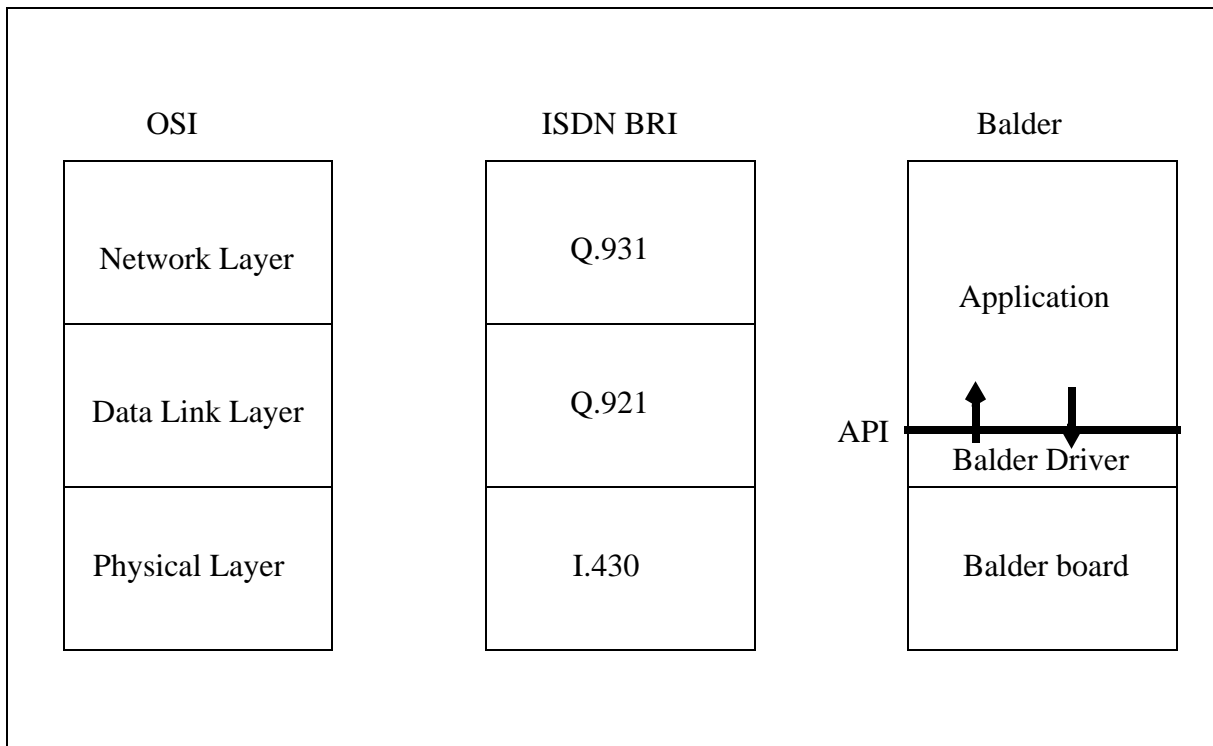 OSI
ISDN BRI
Balder
Network Layer
Q.931
Application
Data Link Layer
Q.921
API
Balder Driver
Physical Layer
I.430
Balder board